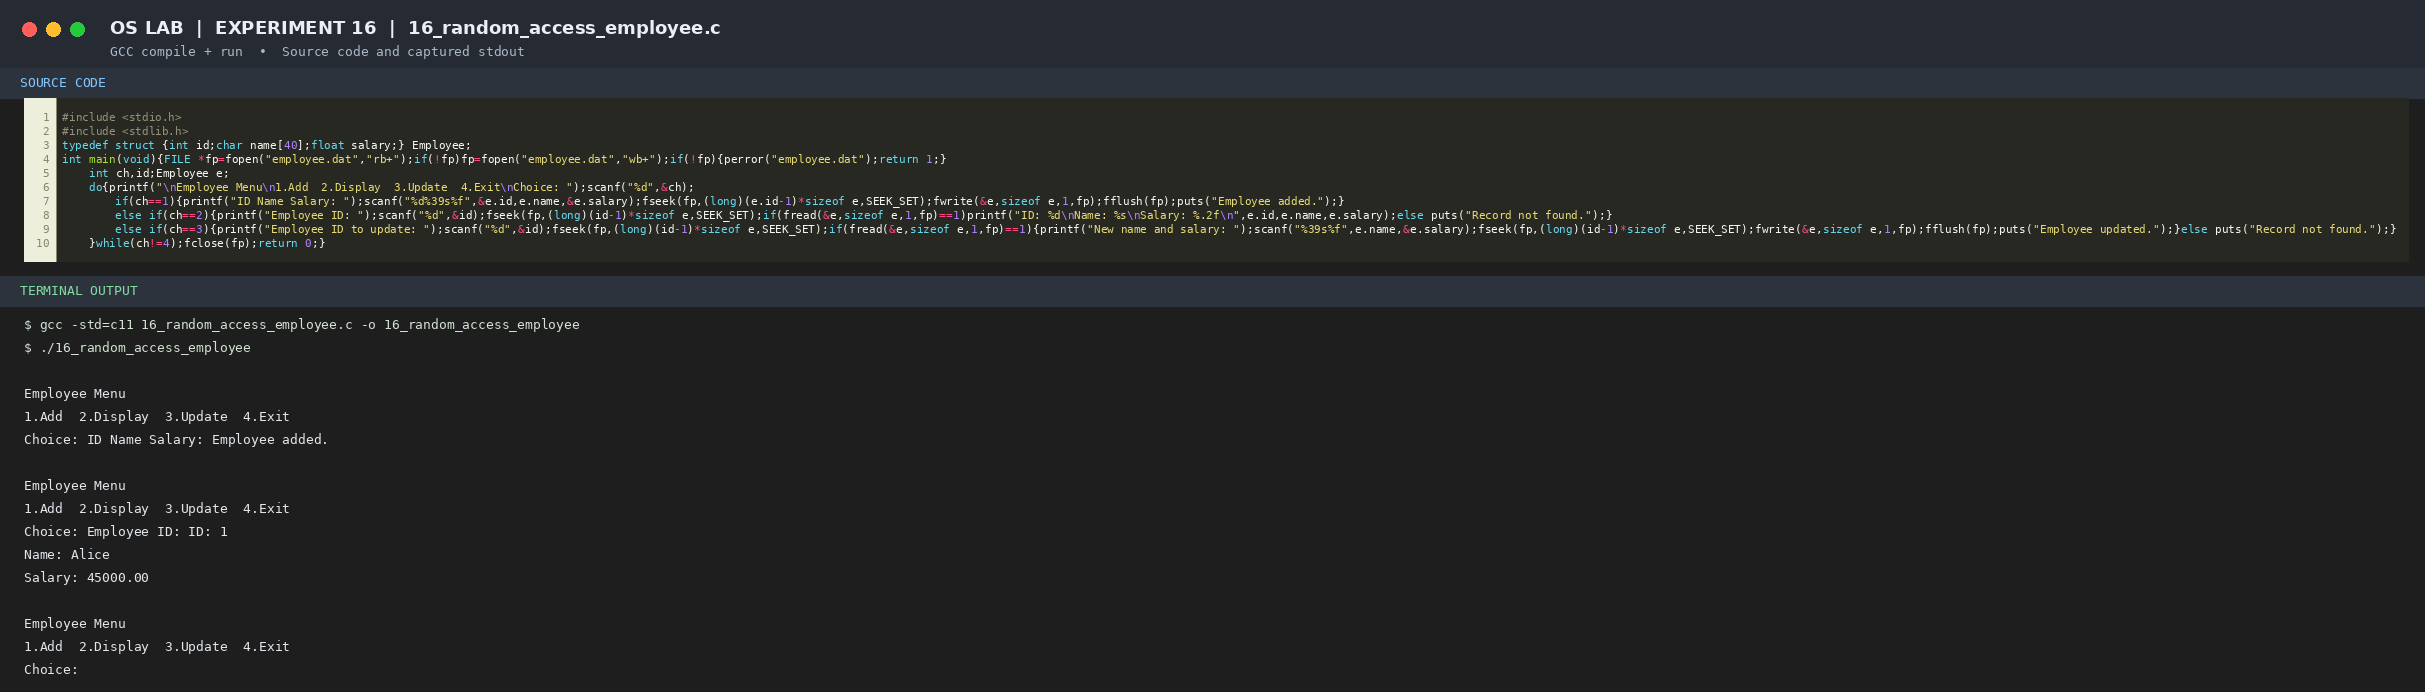 OS LAB | EXPERIMENT 16 | 16_random_access_employee.c
GCC compile + run • Source code and captured stdout
SOURCE CODE
1 #include <stdio.h>
2 #include <stdlib.h>
3 typedef struct {int id;char name[40];float salary;} Employee;
4 int main(void){FILE *fp=fopen("employee.dat","rb+");if(!fp)fp=fopen("employee.dat","wb+");if(!fp){perror("employee.dat");return 1;}
5     int ch,id;Employee e;
6     do{printf("\nEmployee Menu\n1.Add  2.Display  3.Update  4.Exit\nChoice: ");scanf("%d",&ch);
7         if(ch==1){printf("ID Name Salary: ");scanf("%d%39s%f",&e.id,e.name,&e.salary);fseek(fp,(long)(e.id-1)*sizeof e,SEEK_SET);fwrite(&e,sizeof e,1,fp);fflush(fp);puts("Employee added.");}
8         else if(ch==2){printf("Employee ID: ");scanf("%d",&id);fseek(fp,(long)(id-1)*sizeof e,SEEK_SET);if(fread(&e,sizeof e,1,fp)==1)printf("ID: %d\nName: %s\nSalary: %.2f\n",e.id,e.name,e.salary);else puts("Record not found.");}
9         else if(ch==3){printf("Employee ID to update: ");scanf("%d",&id);fseek(fp,(long)(id-1)*sizeof e,SEEK_SET);if(fread(&e,sizeof e,1,fp)==1){printf("New name and salary: ");scanf("%39s%f",e.name,&e.salary);fseek(fp,(long)(id-1)*sizeof e,SEEK_SET);fwrite(&e,sizeof e,1,fp);fflush(fp);puts("Employee updated.");}else puts("Record not found.");}
10     }while(ch!=4);fclose(fp);return 0;}
TERMINAL OUTPUT
$ gcc -std=c11 16_random_access_employee.c -o 16_random_access_employee
$ ./16_random_access_employee
Employee Menu
1.Add  2.Display  3.Update  4.Exit
Choice: ID Name Salary: Employee added.
Employee Menu
1.Add  2.Display  3.Update  4.Exit
Choice: Employee ID: ID: 1
Name: Alice
Salary: 45000.00
Employee Menu
1.Add  2.Display  3.Update  4.Exit
Choice: